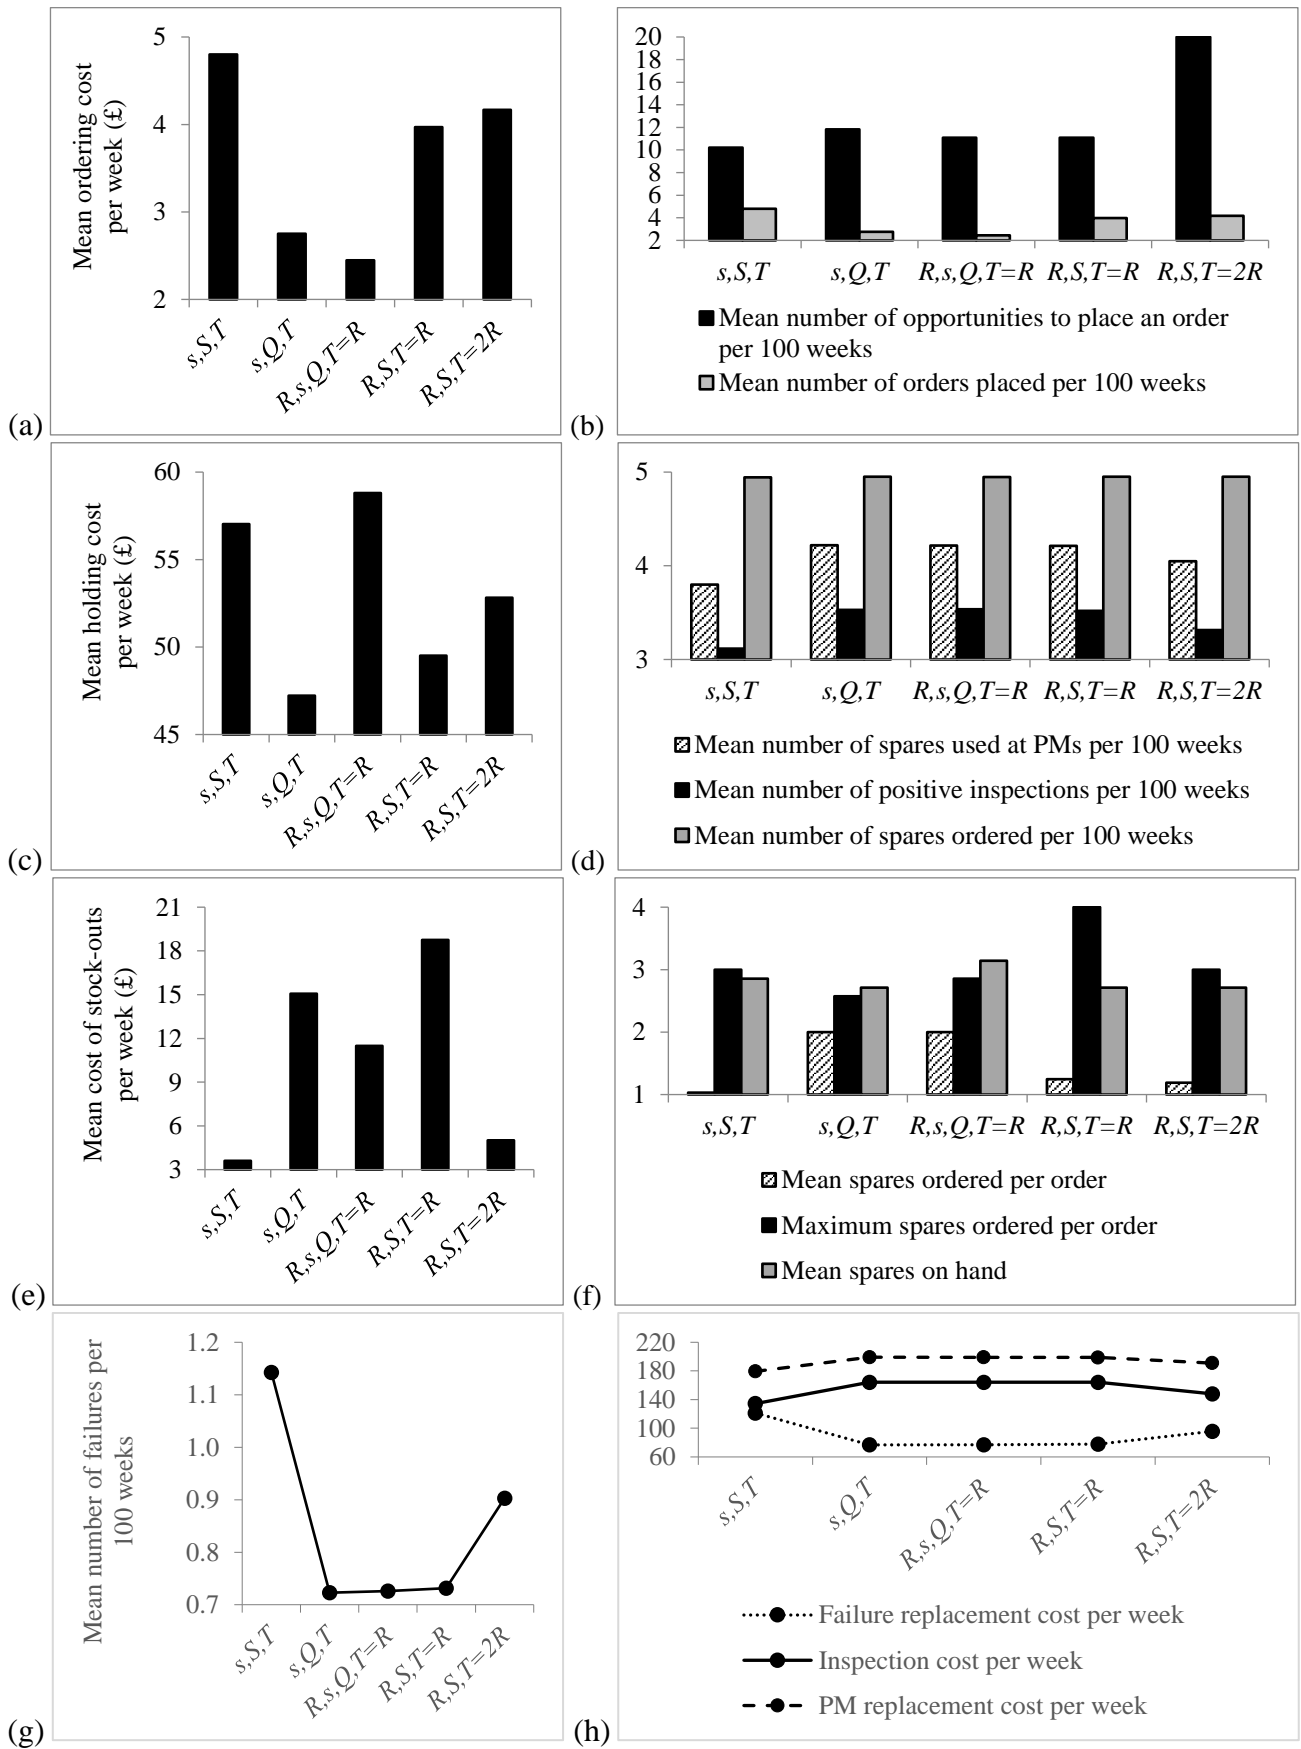 Mean ordering cost
per week (£)
5
4
3
2
s,S,T
s,Q,T
R,s,Q,T=R
R,S,T=R
R,S,T=2R
(a)
20
18
16
14
12
10
8
6
4
2
s,S,T s,Q,T R,s,Q,T=R R,S,T=R R,S,T=2R
Mean number of opportunities to place an order
per 100 weeks
Mean number of orders placed per 100 weeks
(b)
Mean holding cost
per week (£)
60
55
50
45
s,S,T
s,Q,T
R,s,Q,T=R
R,S,T=R
R,S,T=2R
(c)
5
4
3
s,S,T s,Q,T R,s,Q,T=R R,S,T=R R,S,T=2R
Mean number of spares used at PMs per 100 weeks
Mean number of positive inspections per 100 weeks
Mean number of spares ordered per 100 weeks
(d)
Mean cost of stock-outs
per week (£)
21
18
15
12
9
6
3
s,S,T
s,Q,T
R,s,Q,T=R
R,S,T=R
R,S,T=2R
(e)
4
3
2
1
s,S,T s,Q,T R,s,Q,T=R R,S,T=R R,S,T=2R
Mean spares ordered per order
Maximum spares ordered per order
Mean spares on hand
(f)
Mean number of failures per
100 weeks
1.2
1.1
1.0
0.9
0.8
0.7
s,S,T
s,Q,T
R,s,Q,T=R
R,S,T=R
R,S,T=2R
(g)
220
180
140
100
60
s,S,T
s,Q,T
R,s,Q,T=R
R,S,T=R
R,S,T=2R
Failure replacement cost per week
Inspection cost per week
PM replacement cost per week
(h)